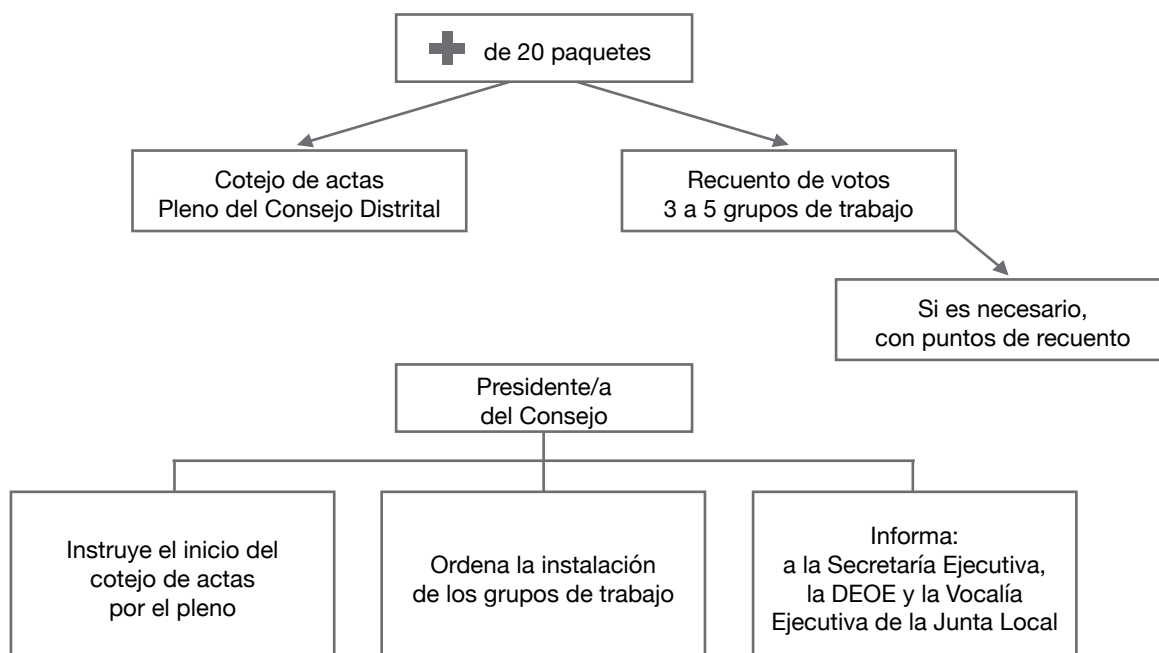 + de 20 paquetes
Cotejo de actas
Pleno del Consejo Distrital
Recuento de votos
3 a 5 grupos de trabajo
Si es necesario,
con puntos de recuento
Presidente/a
del Consejo
Instruye el inicio del
cotejo de actas
por el pleno
Ordena la instalación
de los grupos de trabajo
Informa:
a la Secretaría Ejecutiva,
la DEOE y la Vocalía
Ejecutiva de la Junta Local